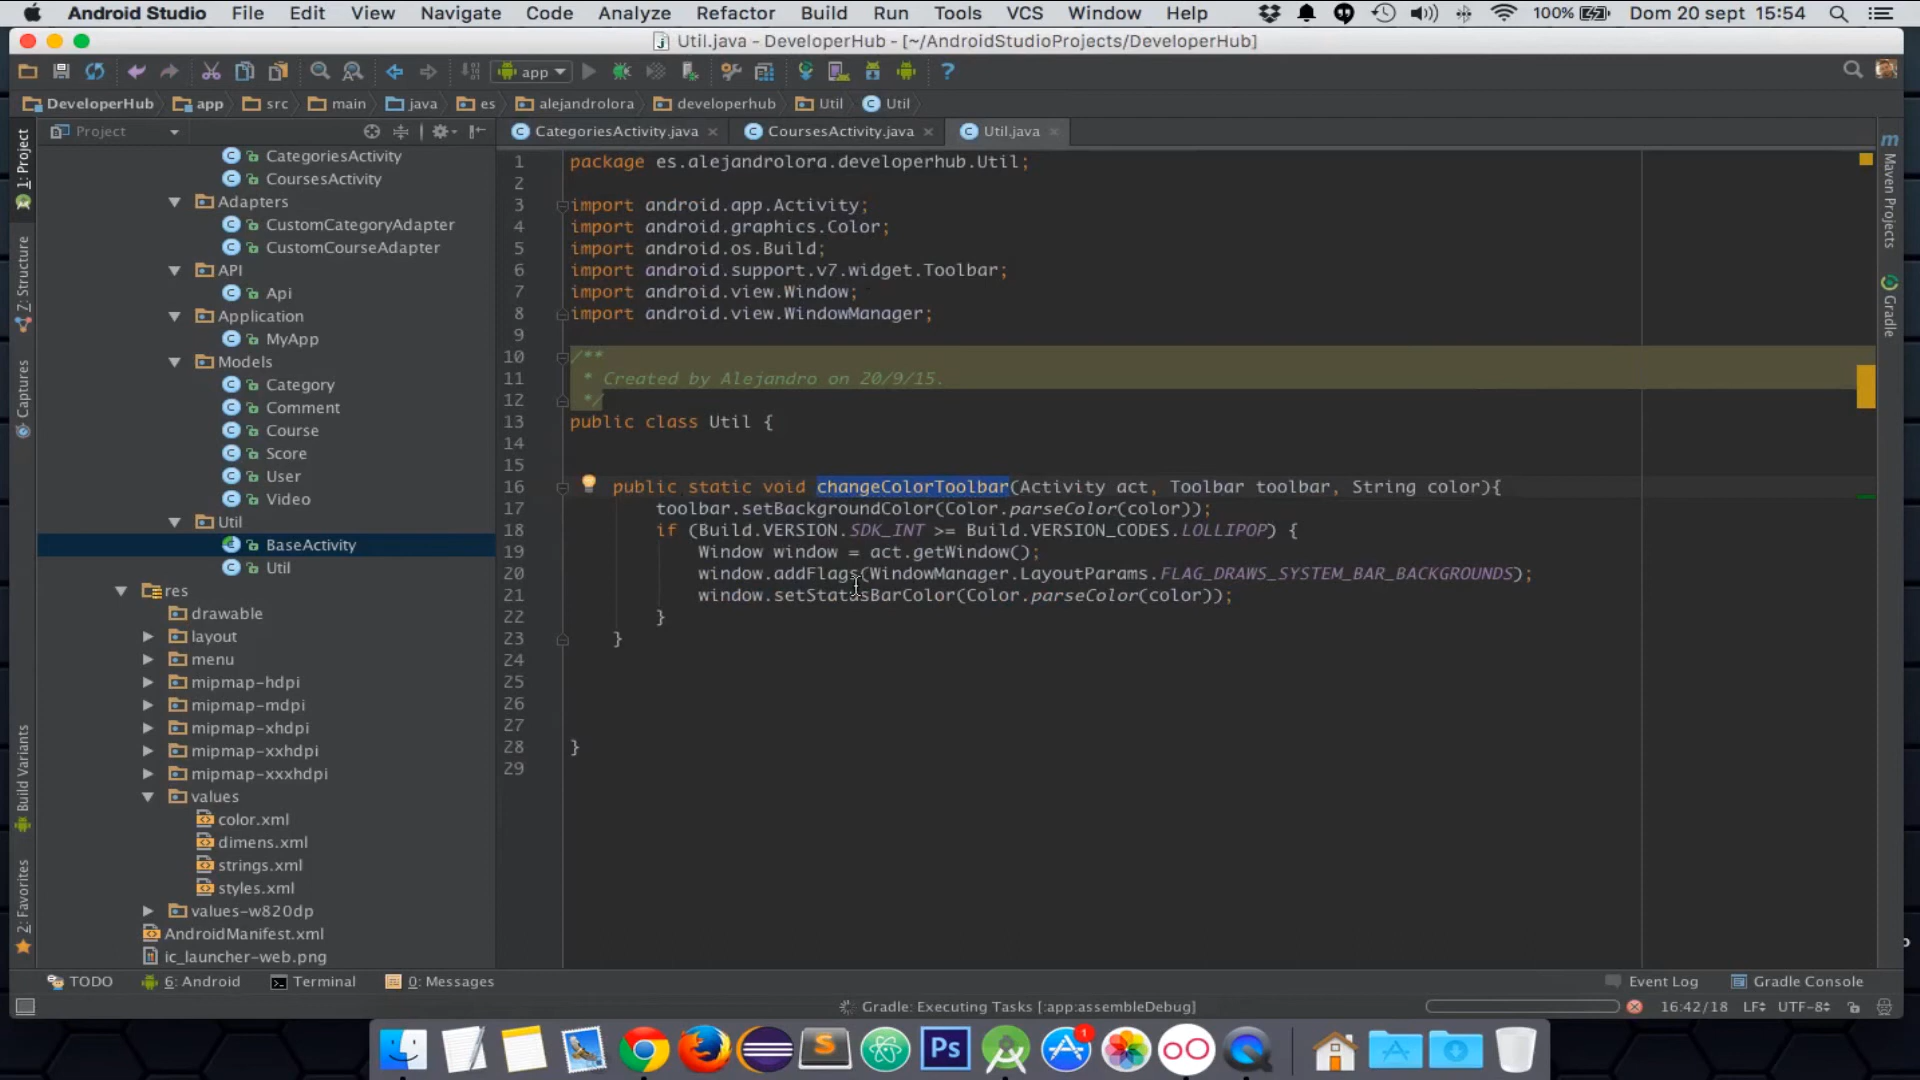 Android Studio File Edit View Navigate Code Analyze Refactor Build Run Tools VCS Window Help 100% Dom 20 sept 15:54
Util.java - DeveloperHub - [~/AndroidStudioProjects/DeveloperHub]
app
DeveloperHub app src main java es alejandrolora developerhub Util Util
Project
CategoriesActivity.java CoursesActivity.java Util.java
1: Project
7: Structure
Captures
Build Variants
2: Favorites
CategoriesActivity
CoursesActivity
Adapters
CustomCategoryAdapter
CustomCourseAdapter
API
Api
Application
MyApp
Models
Category
Comment
Course
Score
User
Video
Util
BaseActivity
Util
res
drawable
layout
menu
mipmap-hdpi
mipmap-mdpi
mipmap-xhdpi
mipmap-xxhdpi
mipmap-xxxhdpi
values
color.xml
dimens.xml
strings.xml
styles.xml
values-w820dp
AndroidManifest.xml
ic_launcher-web.png
1 package es.alejandrolora.developerhub.Util;
2
3 import android.app.Activity;
4 import android.graphics.Color;
5 import android.os.Build;
6 import android.support.v7.widget.Toolbar;
7 import android.view.Window;
8 import android.view.WindowManager;
9
10 /**
11 * Created by Alejandro on 20/9/15.
12 */
13 public class Util {
14
15
16 public static void changeColorToolbar(Activity act, Toolbar toolbar, String color){
17 toolbar.setBackgroundColor(Color.parseColor(color));
18 if (Build.VERSION.SDK_INT >= Build.VERSION_CODES.LOLLIPOP) {
19 Window window = act.getWindow();
20 window.addFlags(WindowManager.LayoutParams.FLAG_DRAWS_SYSTEM_BAR_BACKGROUNDS);
21 window.setStatusBarColor(Color.parseColor(color));
22 }
23 }
24
25
26
27
28 }
29
m
Maven Projects
Gradle
TODO 6: Android Terminal 0: Messages Event Log Gradle Console
Gradle: Executing Tasks [:app:assembleDebug] 16:42/18 LF UTF-8
S Ps 1